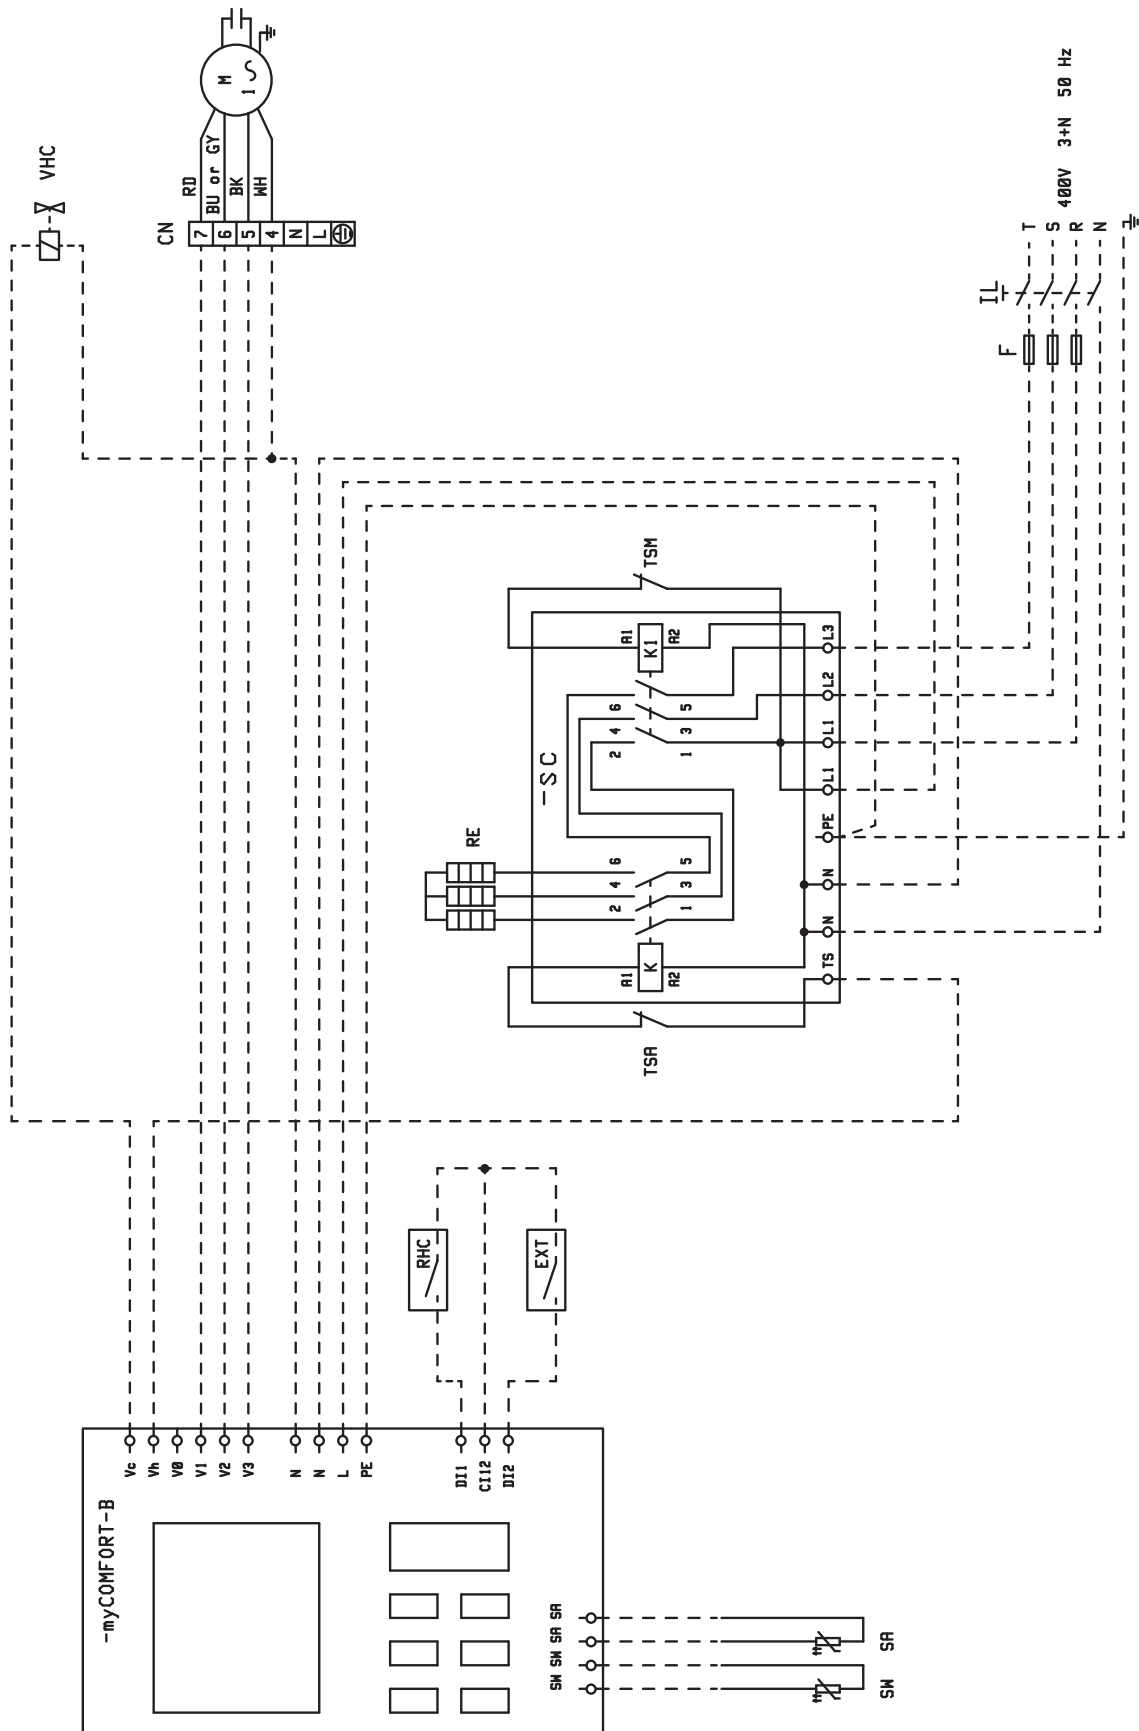 VHC
M
1
RD
BU or GY
BK
WH
CN
7
6
5
4
N
L
400V 3+N 50 Hz
T
S
R
N
IL
F
TSM
A1
K1
A2
6
4
2
5
3
1
-SC
L3
L2
L1
L1
PE
N
N
TS
RE
6
4
2
5
3
1
A1
K
A2
TSA
RHC
EXT
Vc
Vh
V0
V1
V2
V3
N
N
L
PE
DI1
CI12
DI2
-myCOMFORT-B
SW SW SA SA
SA
SW